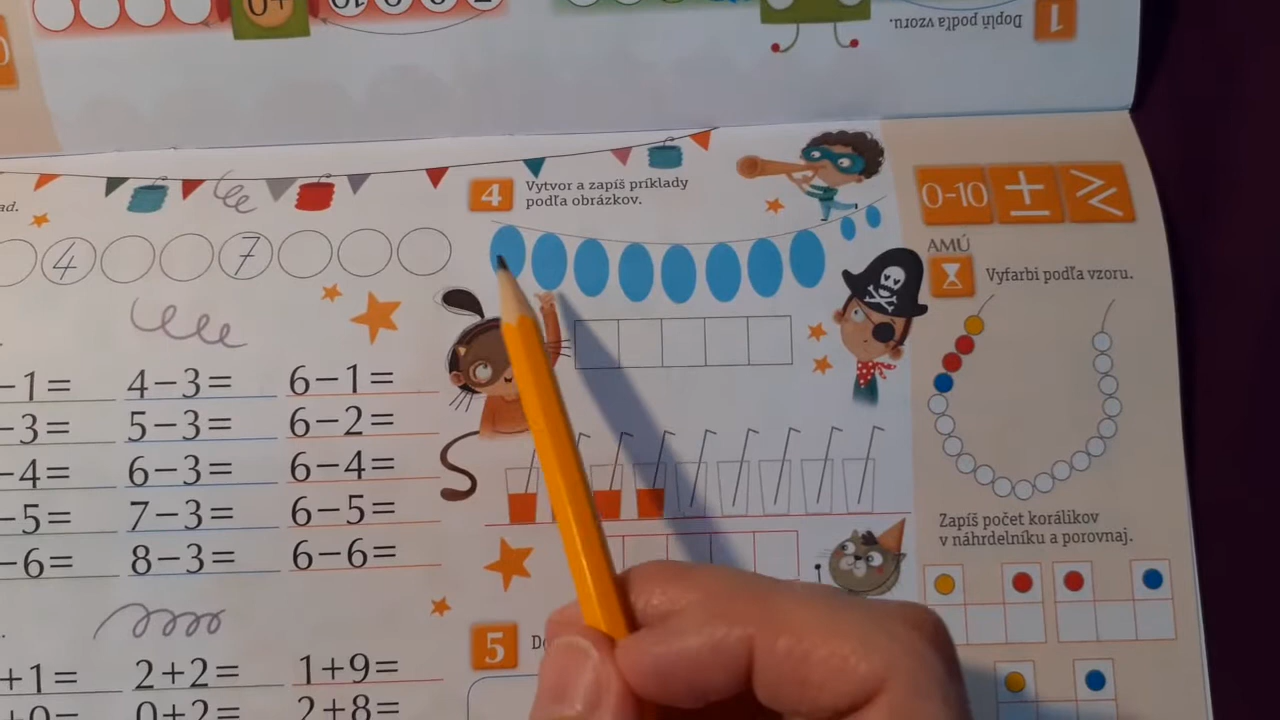 1 Doplň podľa vzoru.
ad.
4 Vytvor a zapíš príklady
podľa obrázkov.
4 7
0-10 ± ≷
AMÚ
Vyfarbi podľa vzoru.
−1= 4−3= 6−1=
−3= 5−3= 6−2=
−4= 6−3= 6−4=
−5= 7−3= 6−5=
−6= 8−3= 6−6=
Zapíš počet korálikov
v náhrdelníku a porovnaj.
5
+1= 2+2= 1+9=
+0= 0+2= 2+8=